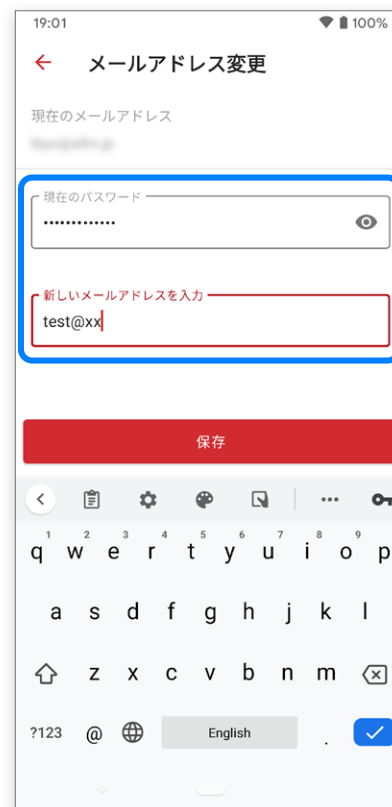 19:01 100%
メールアドレス変更
現在のメールアドレス
現在のパスワード
•••••••••••••
新しいメールアドレスを入力
test@xx
保存
1 2 3 4 5 6 7 8 9
q w e r t y u i o p
a s d f g h j k l
z x c v b n m
?123 @ English .